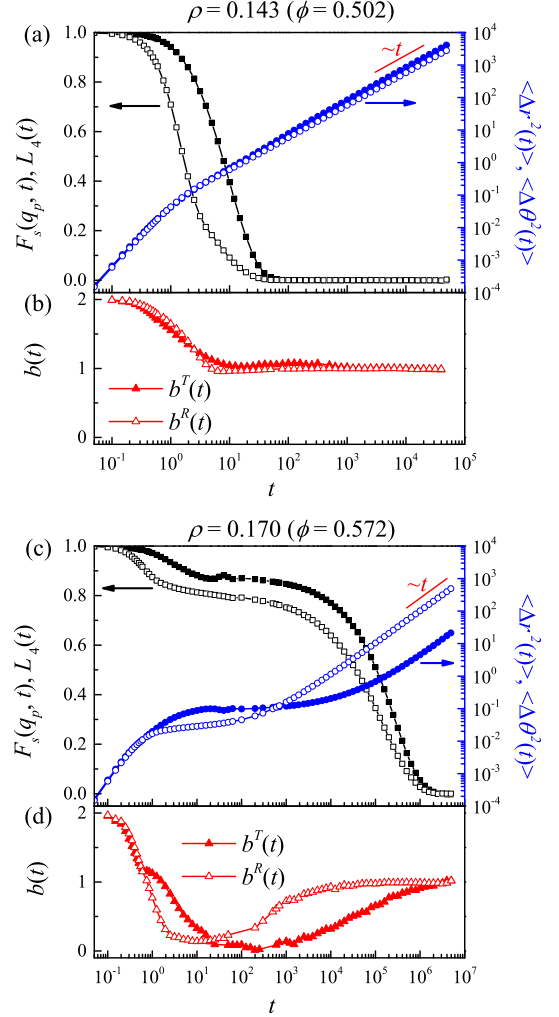 ρ = 0.143 (ϕ = 0.502)
(a)
1.0
0.8
0.6
0.4
0.2
0.0
F_s(q_p, t), L_4(t)
~t
10^4
10^3
10^2
10^1
10^0
10^-1
10^-2
10^-3
10^-4
<Δr^2(t)>, <Δθ^2(t)>
(b)
2
1
0
b(t)
b^T(t)
b^R(t)
10^-1 10^0 10^1 10^2 10^3 10^4 10^5
t
ρ = 0.170 (ϕ = 0.572)
(c)
1.0
0.8
0.6
0.4
0.2
0.0
F_s(q_p, t), L_4(t)
~t
10^4
10^3
10^2
10^1
10^0
10^-1
10^-2
10^-3
10^-4
<Δr^2(t)>, <Δθ^2(t)>
(d)
2
1
0
b(t)
b^T(t)
b^R(t)
10^-1 10^0 10^1 10^2 10^3 10^4 10^5 10^6 10^7
t